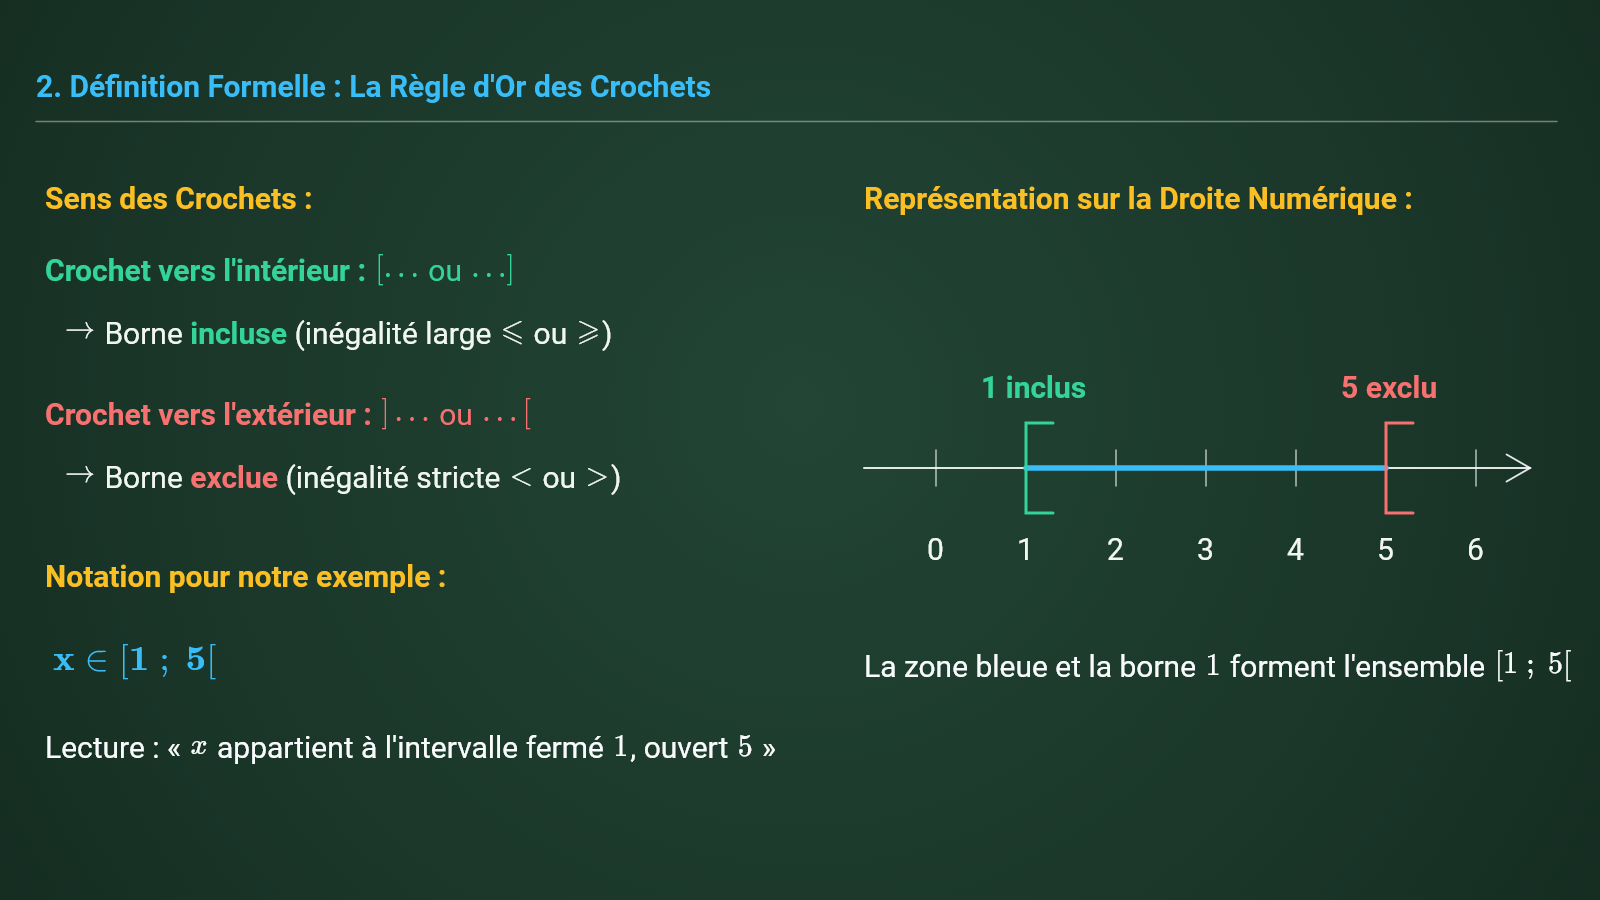 2. Définition Formelle : La Règle d'Or des Crochets
Sens des Crochets :
Crochet vers l'intérieur : [... ou ...]
→ Borne incluse (inégalité large ⩽ ou ⩾)
Crochet vers l'extérieur : ]... ou ...[
→ Borne exclue (inégalité stricte < ou >)
Notation pour notre exemple :
x ∈ [1 ; 5[
Lecture : « x appartient à l'intervalle fermé 1, ouvert 5 »
Représentation sur la Droite Numérique :
1 inclus 5 exclu
0 1 2 3 4 5 6
La zone bleue et la borne 1 forment l'ensemble [1 ; 5[